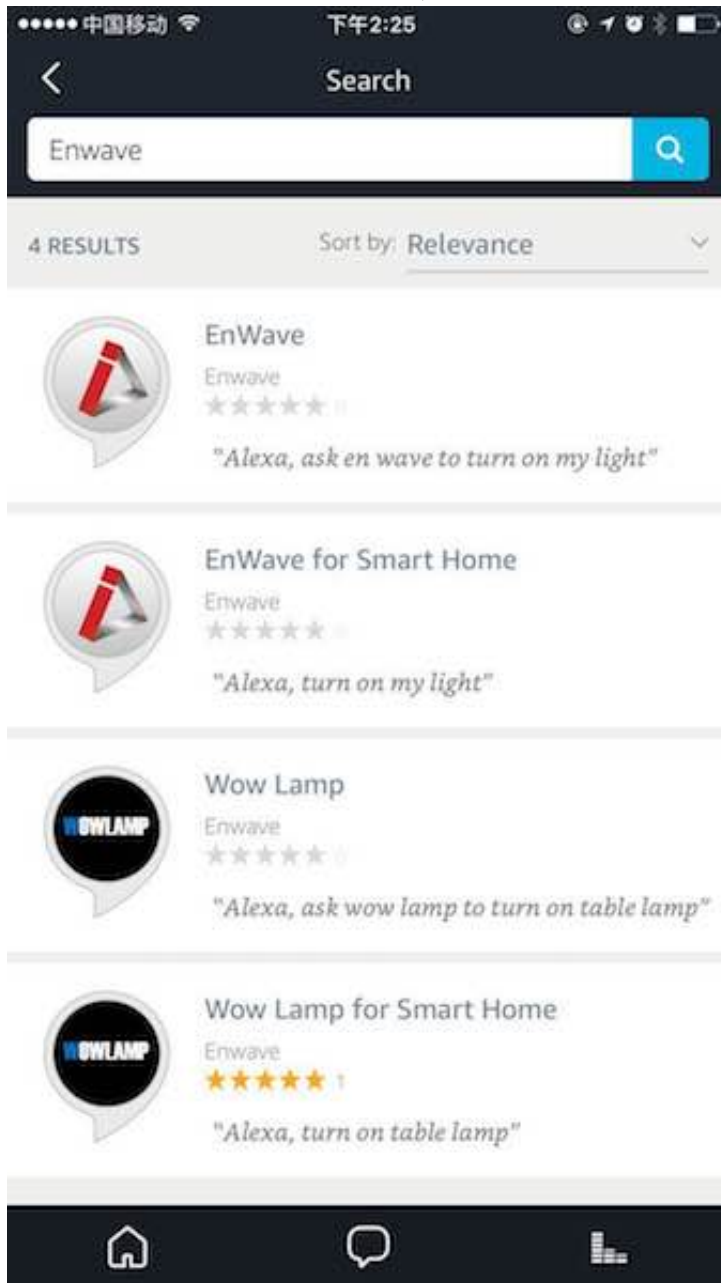 中国移动 下午2:25
Search
Enwave
4 RESULTS Sort by: Relevance
EnWave
Enwave
0
"Alexa, ask en wave to turn on my light"
EnWave for Smart Home
Enwave
0
"Alexa, turn on my light"
WOWLAMP
Wow Lamp
Enwave
0
"Alexa, ask wow lamp to turn on table lamp"
WOWLAMP
Wow Lamp for Smart Home
Enwave
1
"Alexa, turn on table lamp"